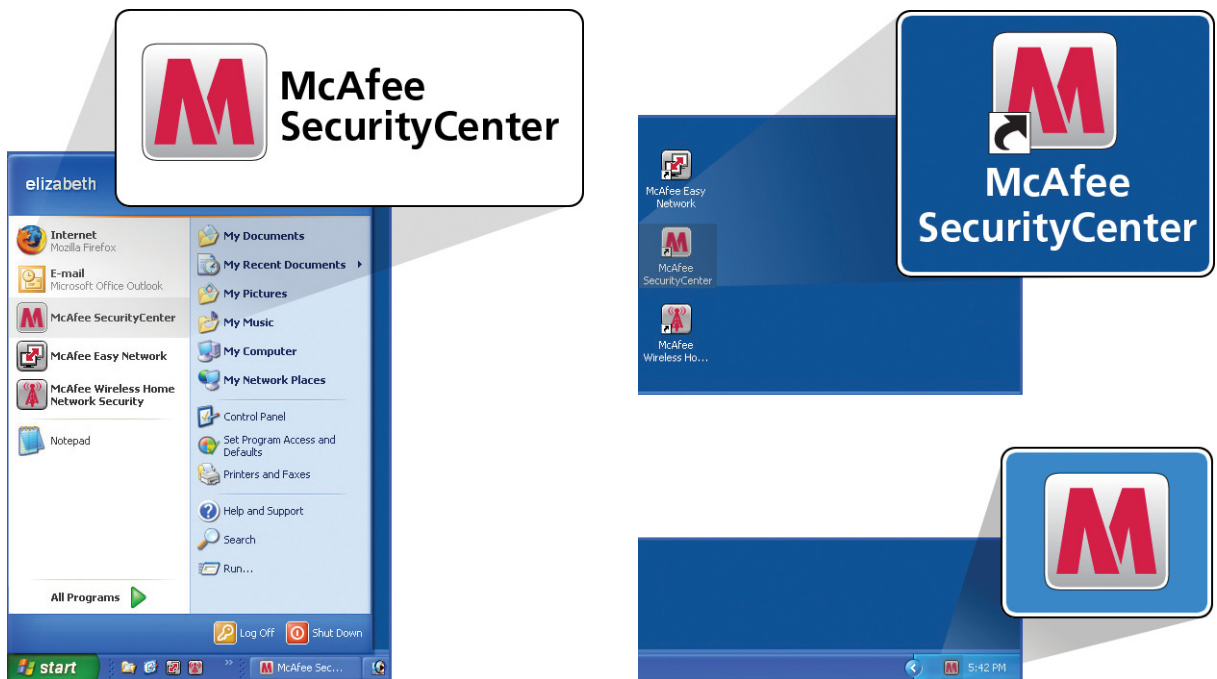 McAfee
SecurityCenter
elizabeth
Internet
Mozilla Firefox
E-mail
Microsoft Office Outlook
McAfee SecurityCenter
McAfee Easy Network
McAfee Wireless Home
Network Security
Notepad
All Programs
My Documents
My Recent Documents
My Pictures
My Music
My Computer
My Network Places
Control Panel
Set Program Access and
Defaults
Printers and Faxes
Help and Support
Search
Run...
Log Off
Shut Down
start
»
McAfee Sec...
McAfee
SecurityCenter
McAfee Easy
Network
McAfee
SecurityCenter
McAfee
Wireless Ho...
5:42 PM